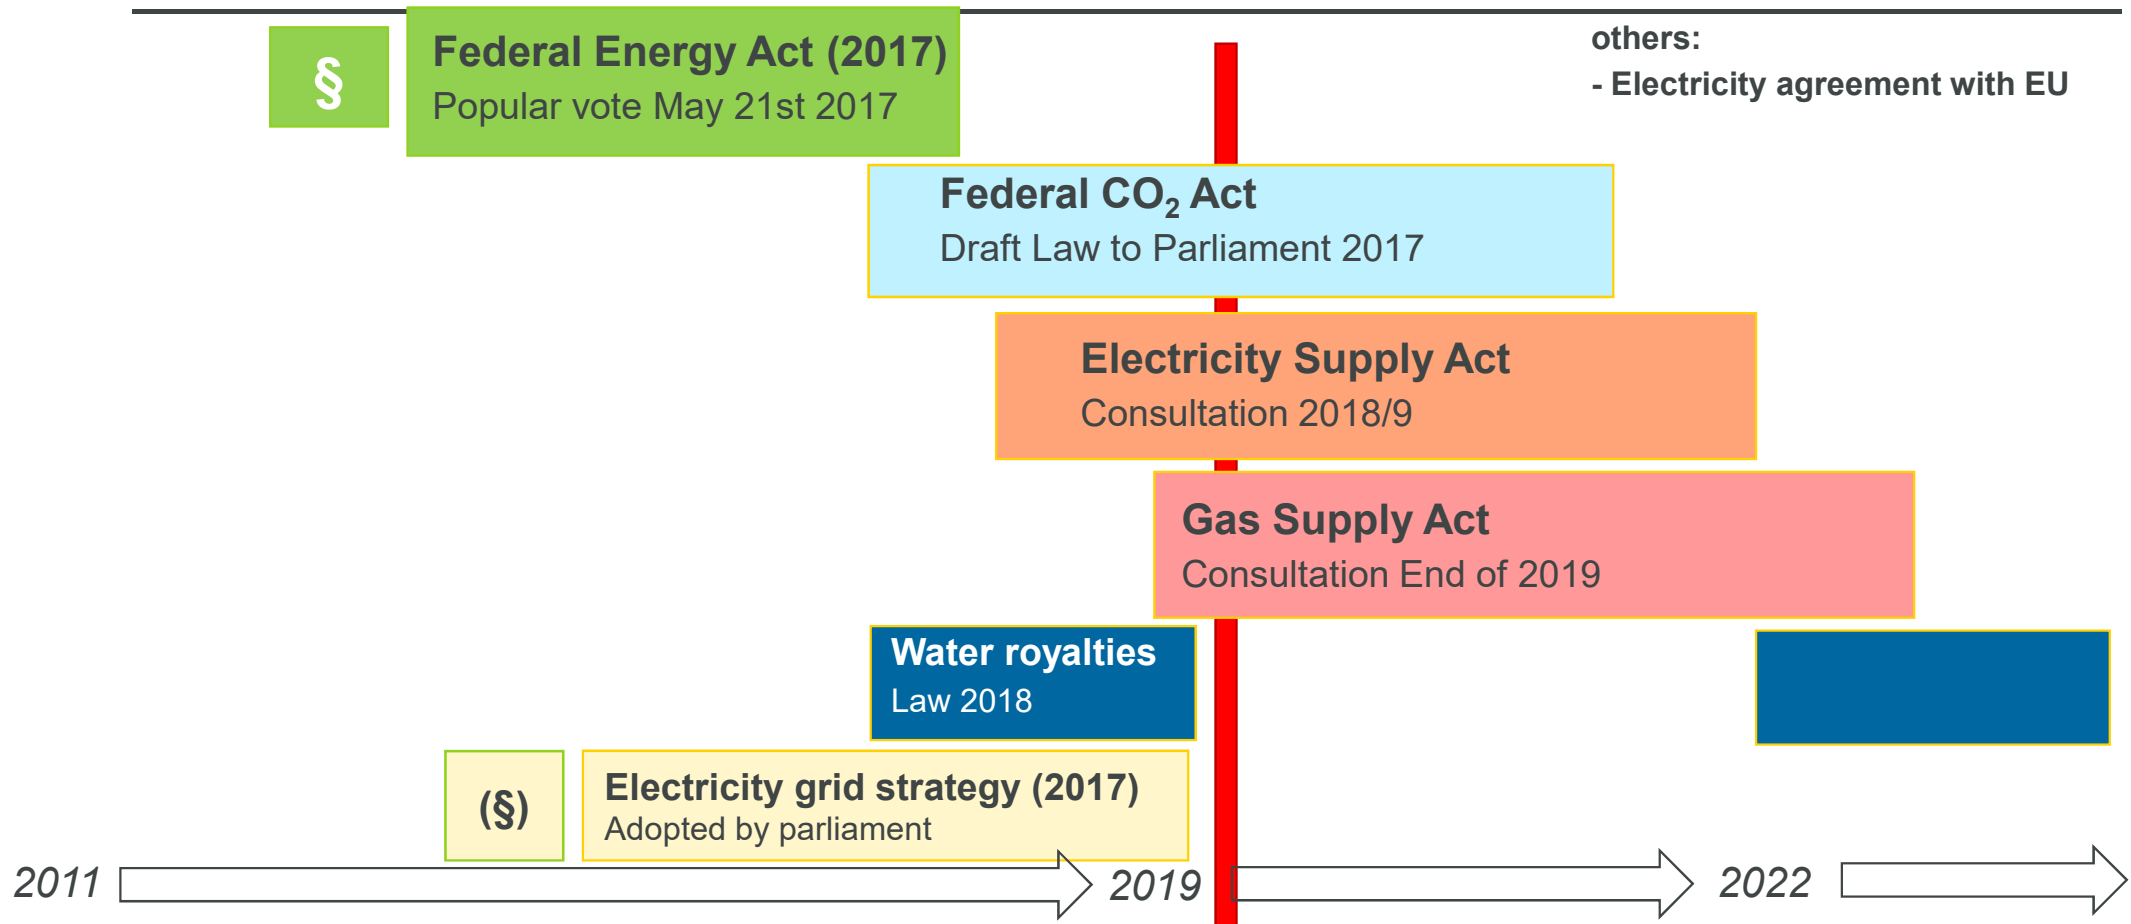 §
Federal Energy Act (2017)
Popular vote May 21st 2017
others:
- Electricity agreement with EU
Federal CO₂ Act
Draft Law to Parliament 2017
Electricity Supply Act
Consultation 2018/9
Gas Supply Act
Consultation End of 2019
Water royalties
Law 2018
(§)
Electricity grid strategy (2017)
Adopted by parliament
2011
2019
2022